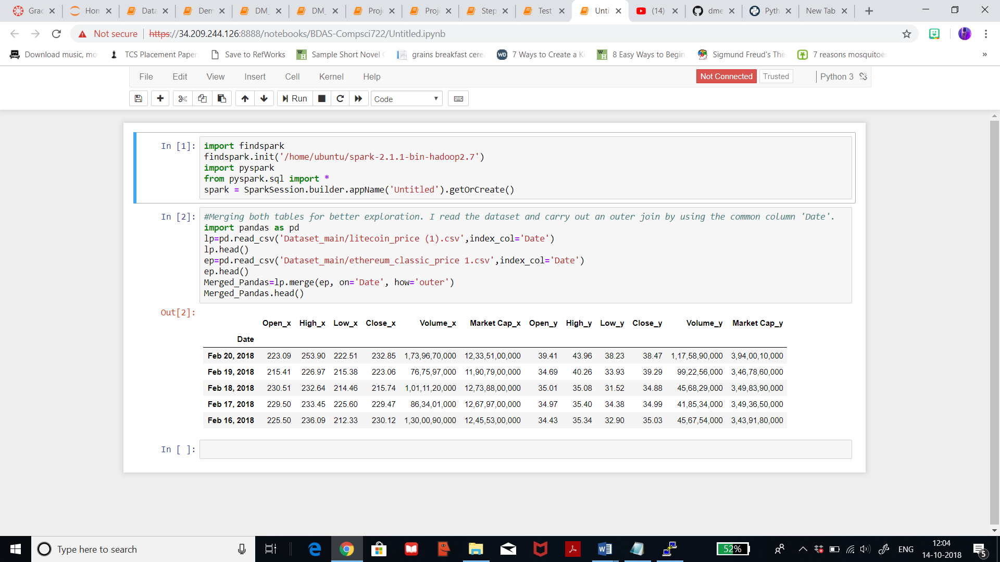 Grac
Hom
Data
Dem
DM_
DM_
Proj
Proj
Step
Test
Unti
(14)
dme
Pyth
New Tab
Not secure https://34.209.244.126:8888/notebooks/BDAS-Compsci722/Untitled.ipynb
Download music, mo TCS Placement Paper Save to RefWorks Sample Short Novel grains breakfast cere 7 Ways to Create a Ki 8 Easy Ways to Begin Sigmund Freud's The 7 reasons mosquitoe »
File Edit View Insert Cell Kernel Help Not Connected Trusted Python 3
Run Code
In [1]:
import findspark
findspark.init('/home/ubuntu/spark-2.1.1-bin-hadoop2.7')
import pyspark
from pyspark.sql import *
spark = SparkSession.builder.appName('Untitled').getOrCreate()
In [2]:
#Merging both tables for better exploration. I read the dataset and carry out an outer join by using the common column 'Date'.
import pandas as pd
lp=pd.read_csv('Dataset_main/litecoin_price (1).csv',index_col='Date')
lp.head()
ep=pd.read_csv('Dataset_main/ethereum_classic_price 1.csv',index_col='Date')
ep.head()
Merged_Pandas=lp.merge(ep, on='Date', how='outer')
Merged_Pandas.head()
Out[2]:
Open_x High_x Low_x Close_x Volume_x Market Cap_x Open_y High_y Low_y Close_y Volume_y Market Cap_y
Date
Feb 20, 2018 223.09 253.90 222.51 232.85 1,73,96,70,000 12,33,51,00,000 39.41 43.96 38.23 38.47 1,17,58,90,000 3,94,00,10,000
Feb 19, 2018 215.41 226.97 215.38 223.06 76,75,97,000 11,90,79,00,000 34.69 40.26 33.93 39.29 99,22,56,000 3,46,78,60,000
Feb 18, 2018 230.51 232.64 214.46 215.74 1,01,11,20,000 12,73,88,00,000 35.01 35.08 31.52 34.88 45,68,29,000 3,49,83,90,000
Feb 17, 2018 229.50 233.45 225.60 229.47 86,34,01,000 12,67,97,00,000 34.97 35.40 34.38 34.99 41,85,34,000 3,49,36,50,000
Feb 16, 2018 225.50 236.09 212.33 230.12 1,30,00,90,000 12,45,53,00,000 34.43 35.34 32.90 35.03 45,67,54,000 3,43,91,80,000
In [ ]:
Type here to search
52%
ENG
12:04
14-10-2018
5